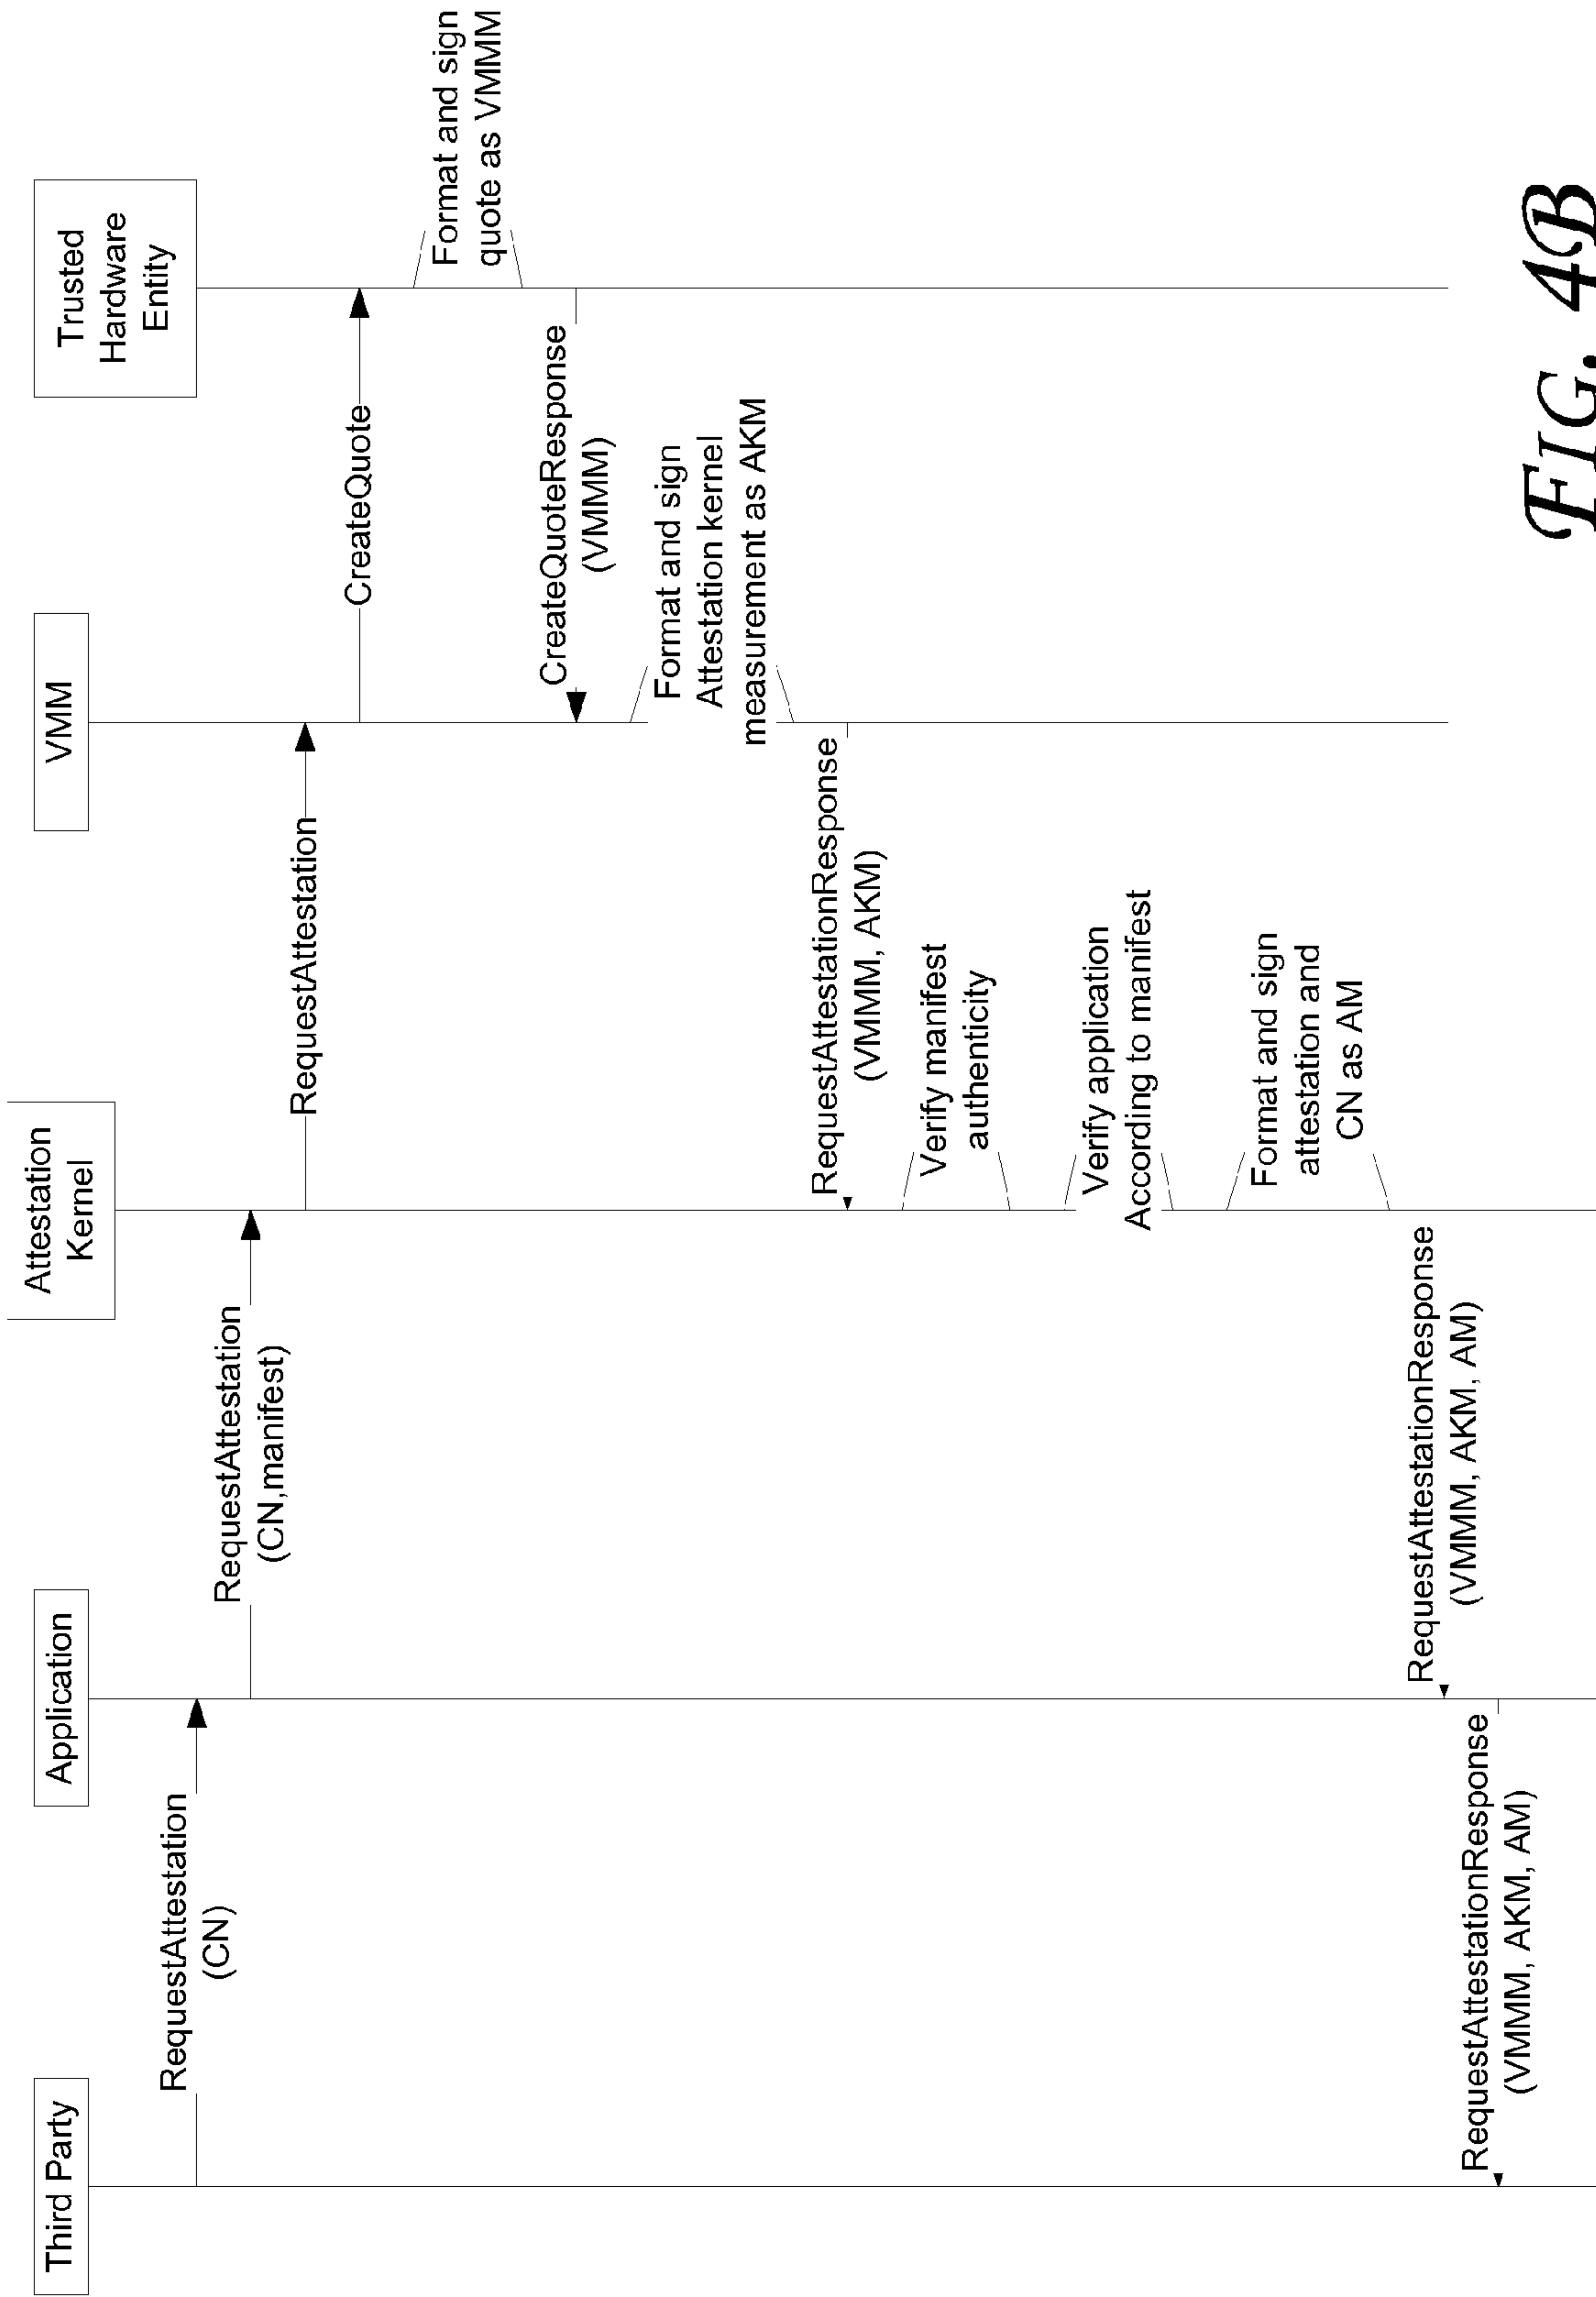 Third Party
Application
Attestation
Kernel
VMM
Trusted
Hardware
Entity
RequestAttestation
(CN)
RequestAttestation
(CN,manifest)
RequestAttestation
CreateQuote
Format and sign
quote as VMMM
CreateQuoteResponse
(VMMM)
Format and sign
Attestation kernel
measurement as AKM
RequestAttestationResponse
(VMMM, AKM)
Verify manifest
authenticity
Verify application
According to manifest
Format and sign
attestation and
CN as AM
RequestAttestationResponse
(VMMM, AKM, AM)
RequestAttestationResponse
(VMMM, AKM, AM)
FIG. 4B